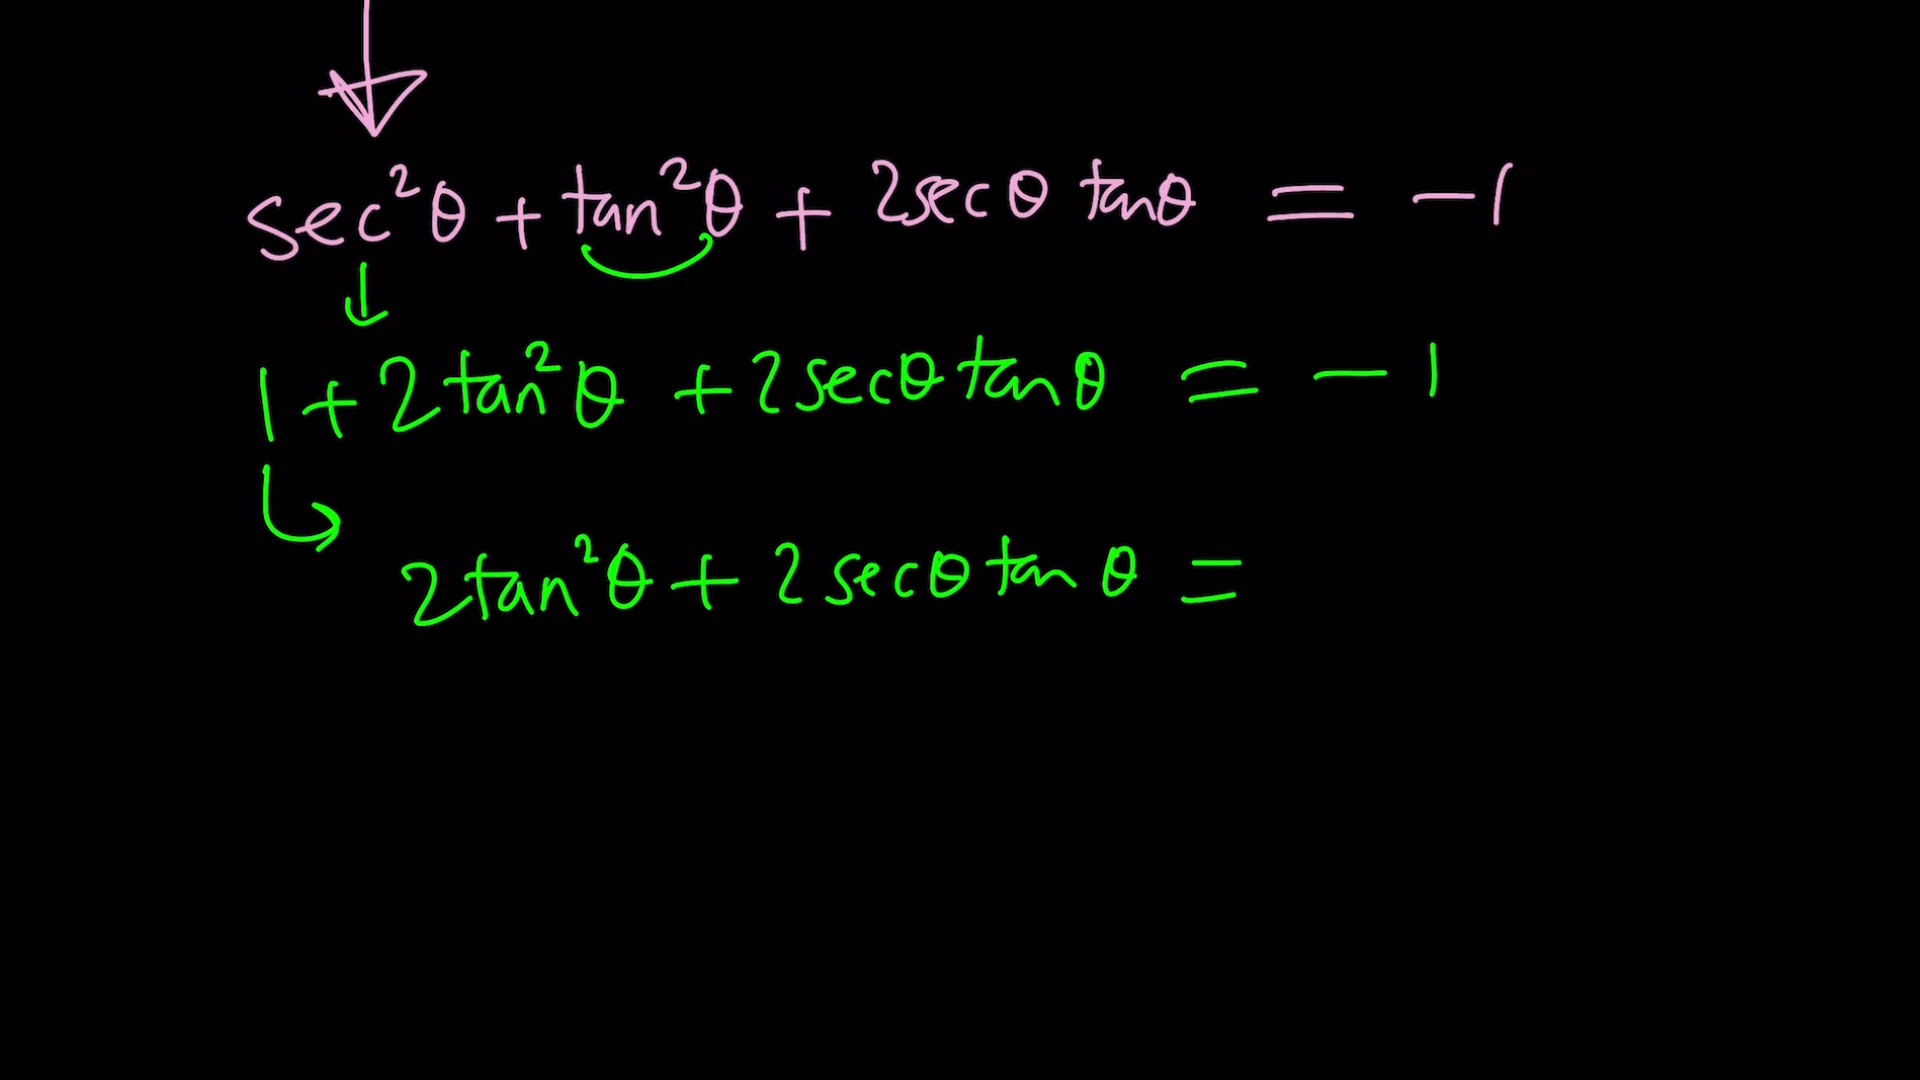 sec²θ + tan²θ + 2secθ tanθ = -1
1 + 2tan²θ + 2secθ tanθ = -1
2tan²θ + 2secθ tanθ =